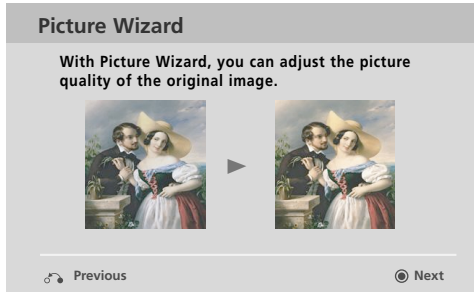 Picture Wizard
With Picture Wizard, you can adjust the picture
quality of the original image.
Previous
Next